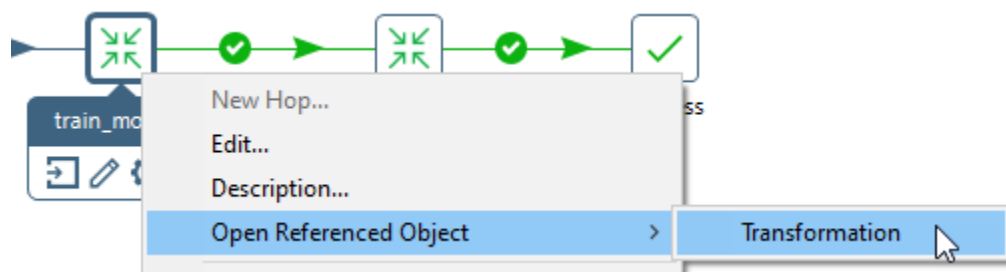 New Hop...
train_mo
ss
Edit...
Description...
Open Referenced Object
Transformation